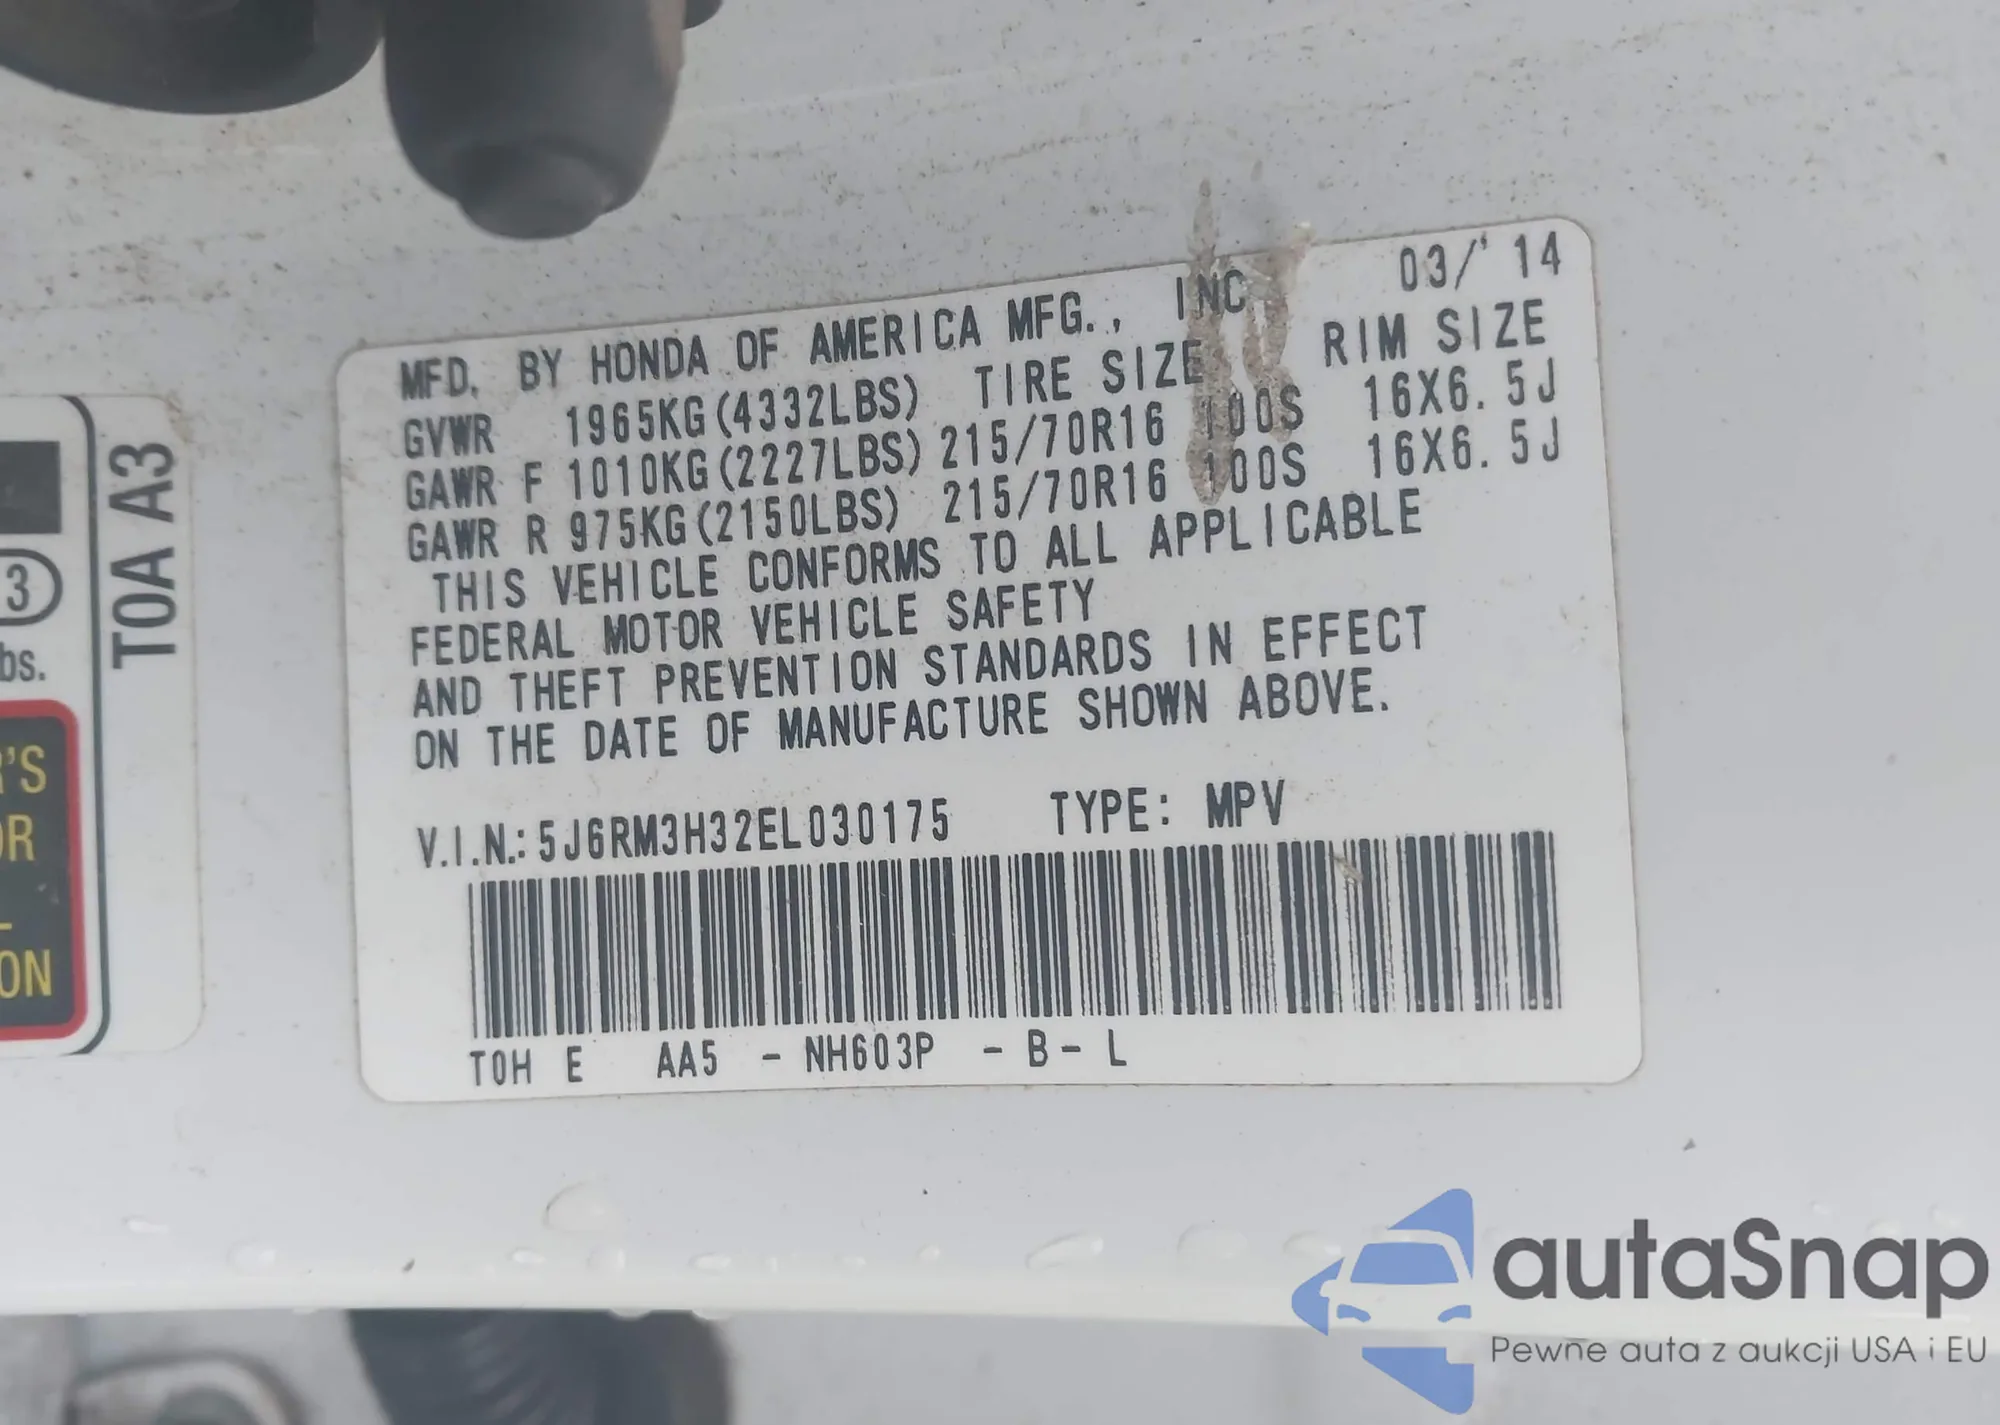 03/'14
MFD. BY HONDA OF AMERICA MFG., INC
GVWR 1965KG(4332LBS) TIRE SIZE RIM SIZE
GAWR F 1010KG(2227LBS) 215/70R16 100S 16X6.5J
GAWR R 975KG(2150LBS) 215/70R16 100S 16X6.5J
THIS VEHICLE CONFORMS TO ALL APPLICABLE
FEDERAL MOTOR VEHICLE SAFETY
AND THEFT PREVENTION STANDARDS IN EFFECT
ON THE DATE OF MANUFACTURE SHOWN ABOVE.
V.I.N.: 5J6RM3H32EL030175 TYPE: MPV
T0H E AA5 - NH603P - B - L
T0A A3
3
autaSnap
Pewne auta z aukcji USA i EU